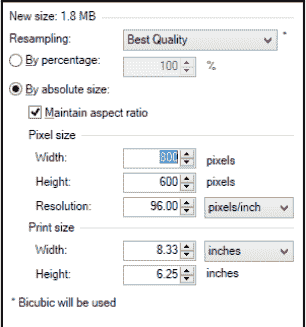 New size: 1.8 MB
Resampling: Best Quality *
By percentage: 100 %
By absolute size:
Maintain aspect ratio
Pixel size
Width: 800 pixels
Height: 600 pixels
Resolution: 96.00 pixels/inch
Print size
Width: 8.33 inches
Height: 6.25 inches
* Bicubic will be used